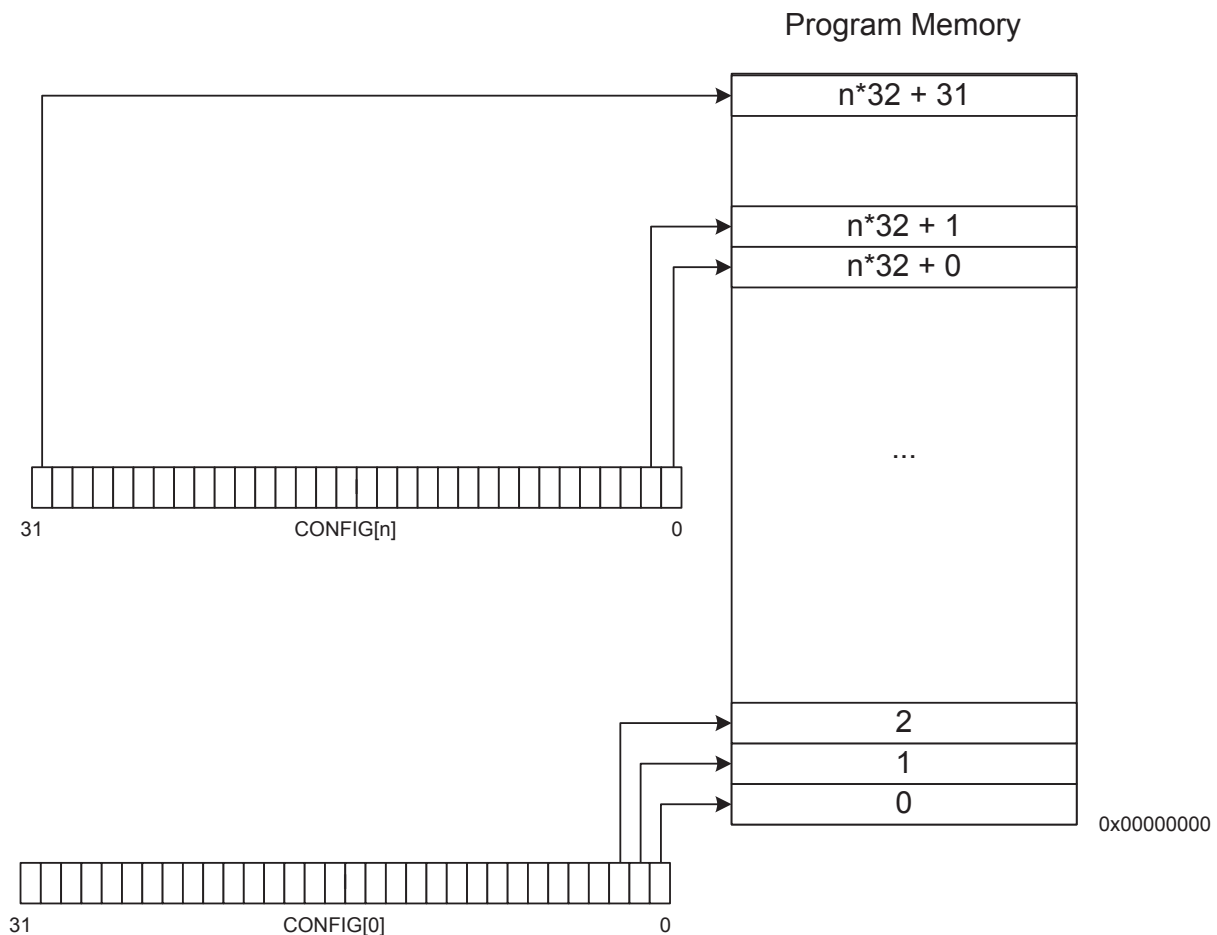 Program Memory
n*32 + 31
n*32 + 1
n*32 + 0
...
31 CONFIG[n] 0
2
1
0
0x00000000
31 CONFIG[0] 0